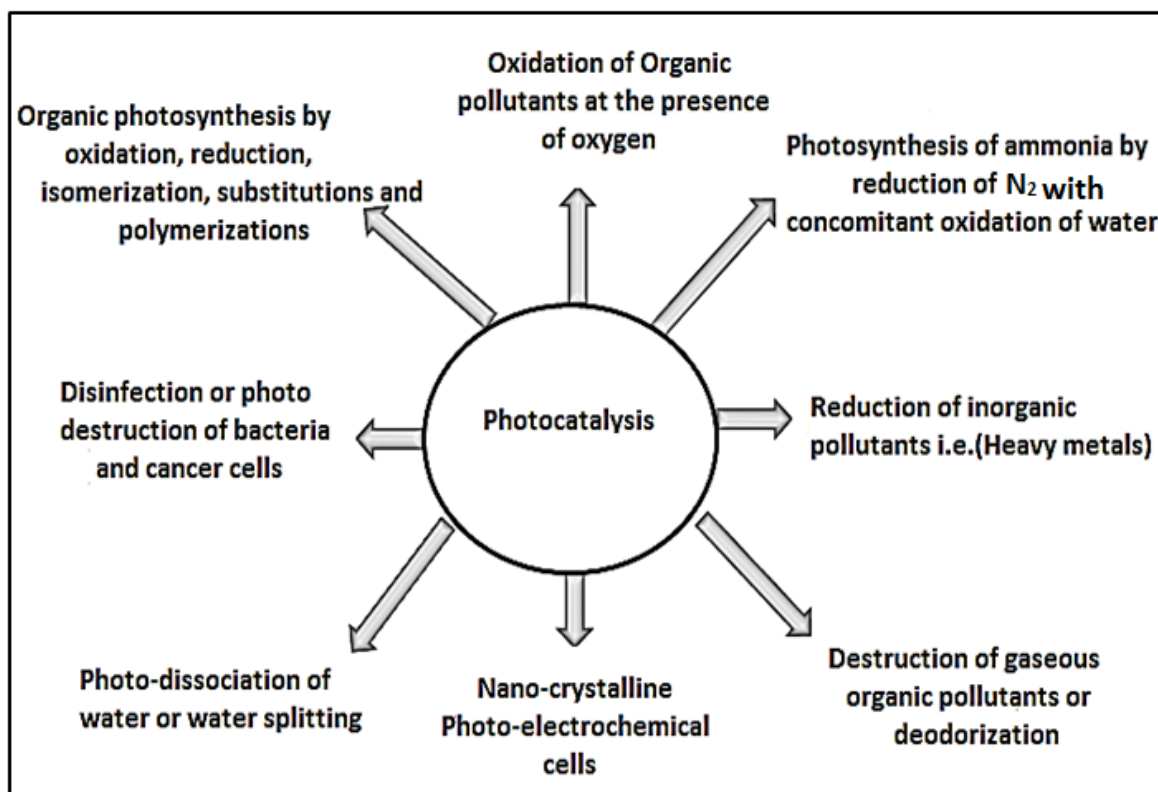 Oxidation of Organic
pollutants at the presence
of oxygen
Organic photosynthesis by
oxidation, reduction,
isomerization, substitutions and
polymerizations
Photosynthesis of ammonia by
reduction of N₂ with
concomitant oxidation of water
Disinfection or photo
destruction of bacteria
and cancer cells
Photocatalysis
Reduction of inorganic
pollutants i.e.(Heavy metals)
Photo-dissociation of
water or water splitting
Nano-crystalline
Photo-electrochemical
cells
Destruction of gaseous
organic pollutants or
deodorization